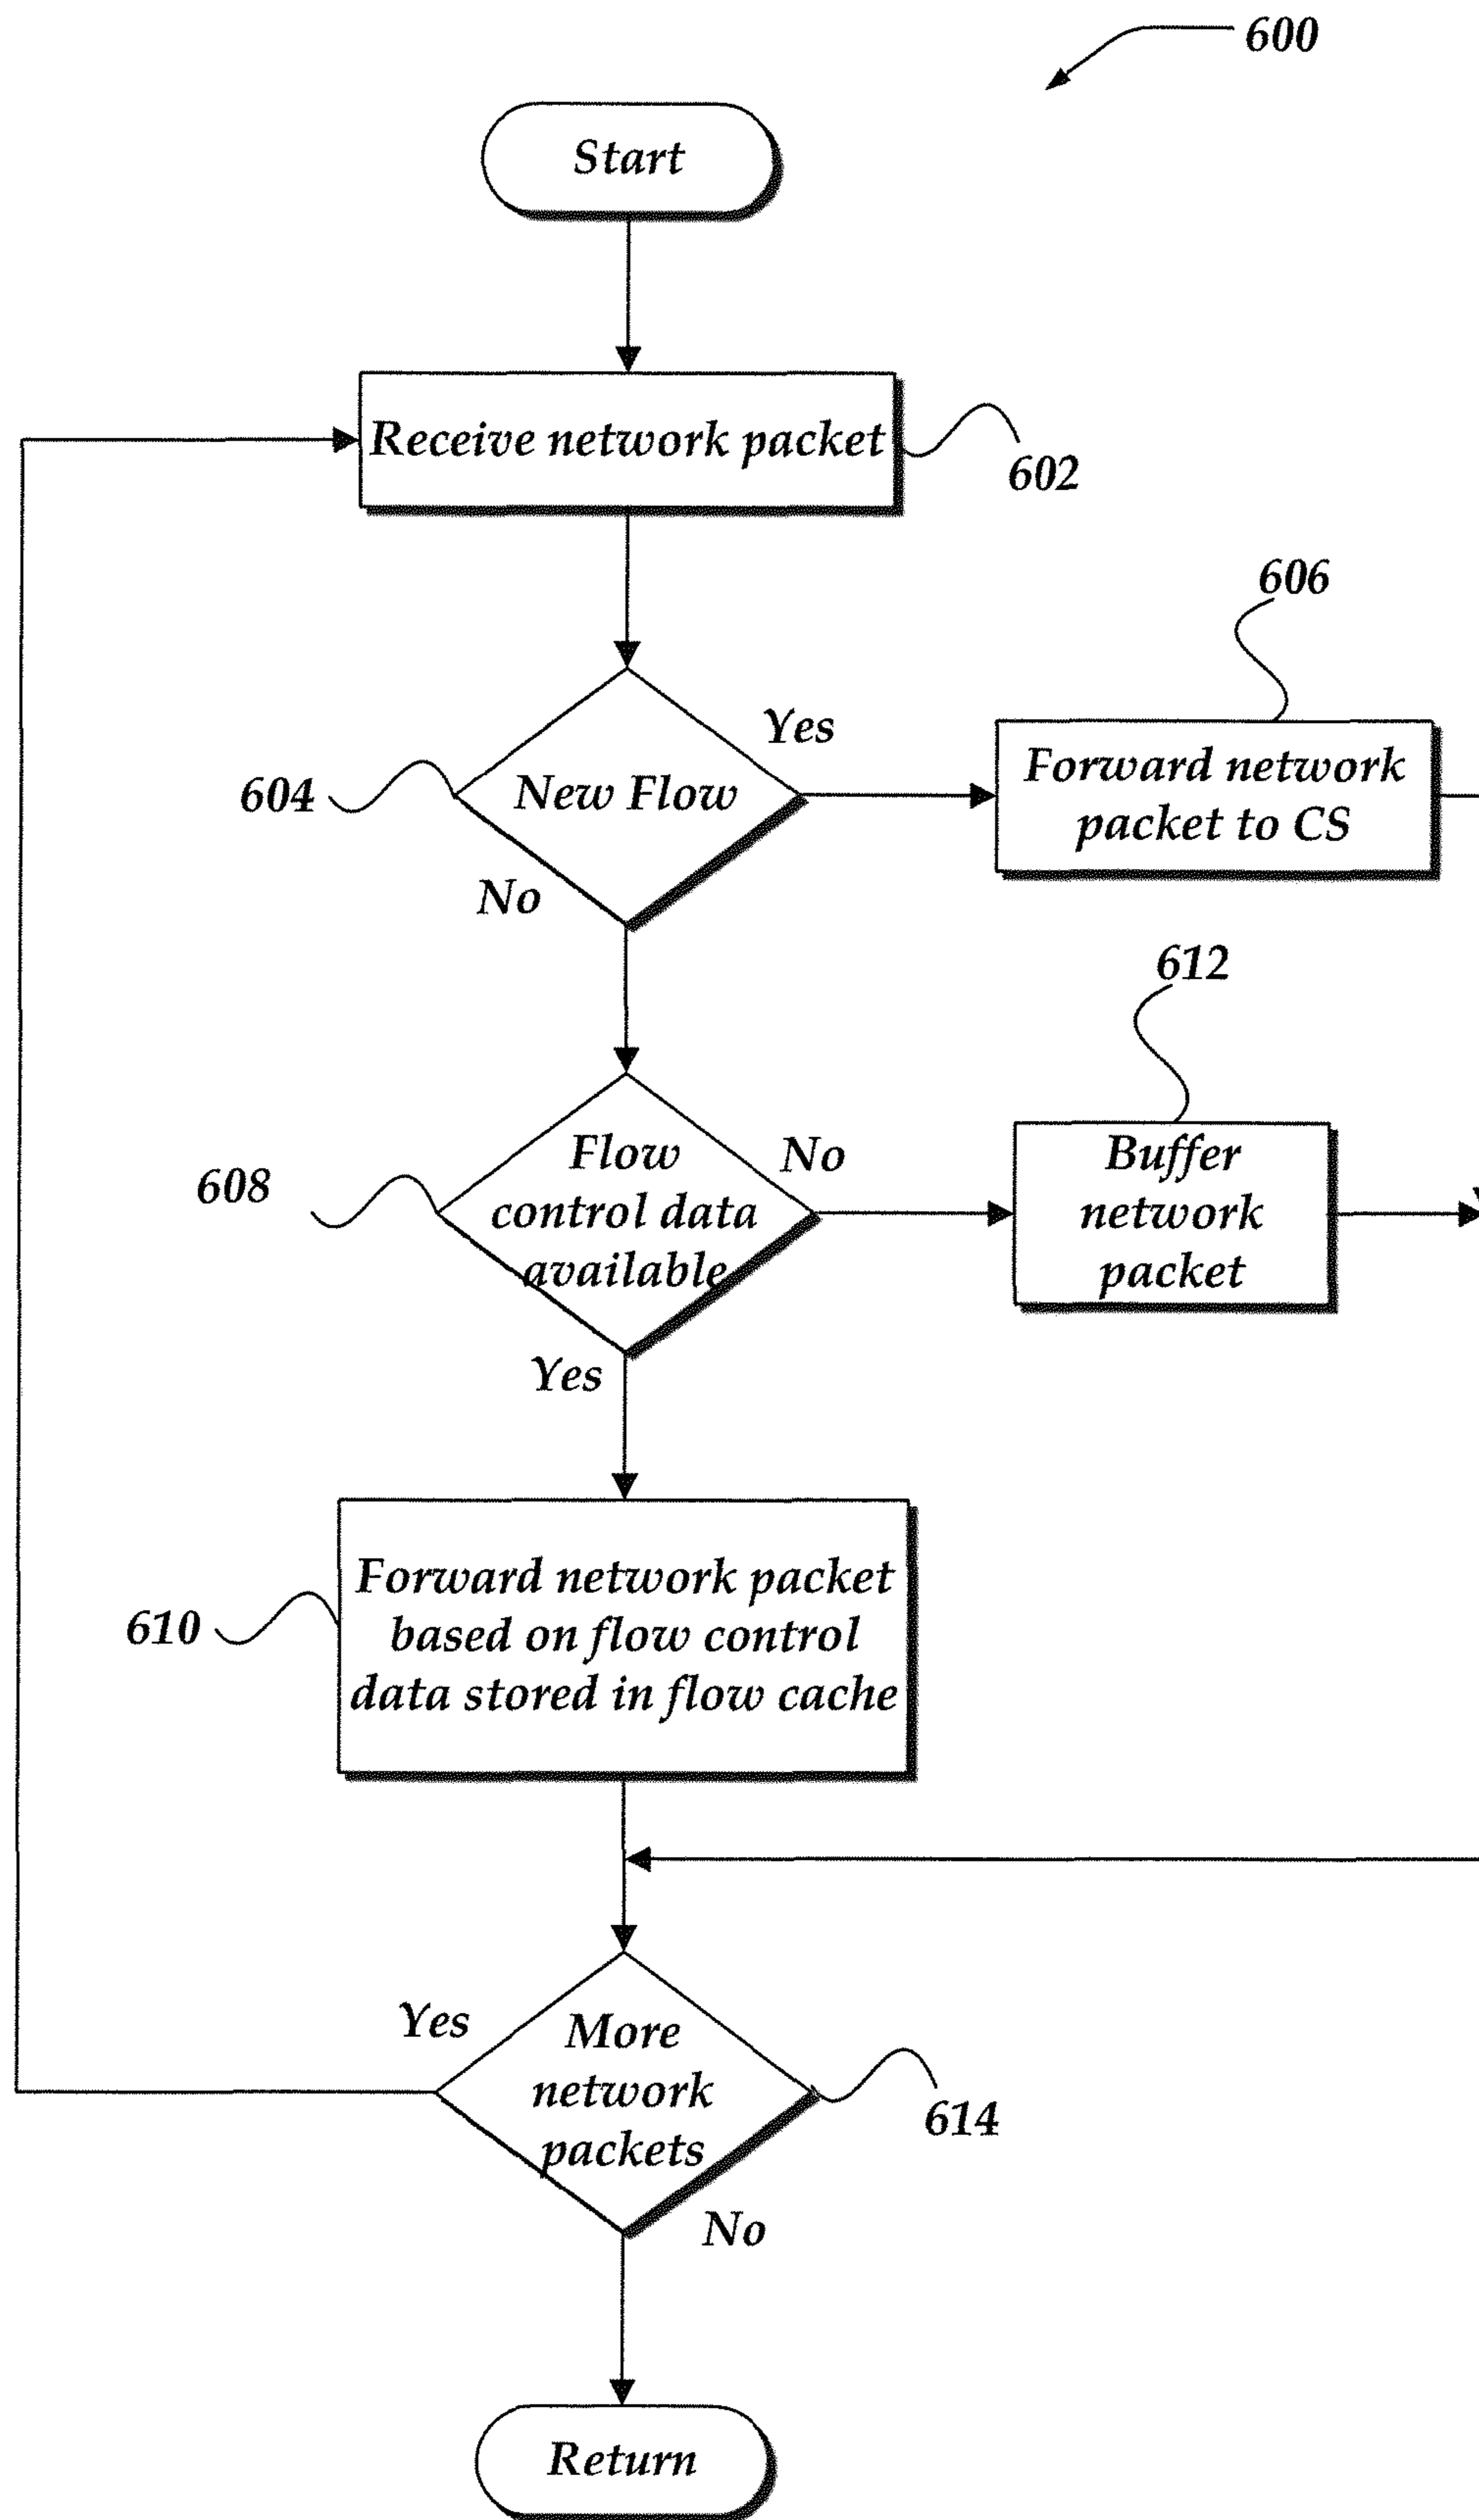 600
Start
Receive network packet
602
606
Yes
Forward network
packet to CS
604
New Flow
No
612
Flow
control data
available
No
608
Buffer
network
packet
Yes
Forward network packet
based on flow control
data stored in flow cache
610
Yes
More
network
packets
614
No
Return